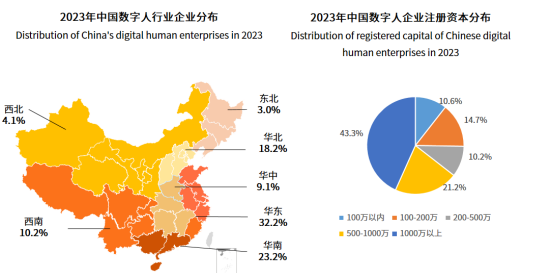 2023年中国数字人行业企业分布
Distribution of China's digital human enterprises in 2023
东北
3.0%
西北
4.1%
华北
18.2%
华中
9.1%
华东
32.2%
西南
10.2%
华南
23.2%
2023年中国数字人企业注册资本分布
Distribution of registered capital of Chinese digital
human enterprises in 2023
10.6%
14.7%
43.3%
10.2%
21.2%
100万以内 100-200万 200-500万
500-1000万 1000万以上